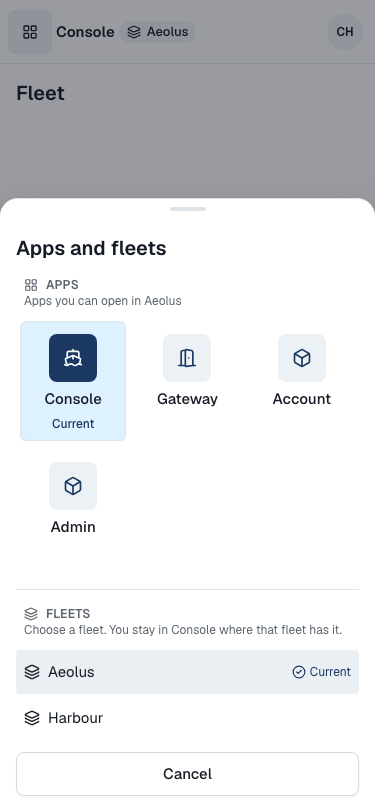 Console Aeolus CH
Fleet
Apps and fleets
APPS
Apps you can open in Aeolus
Console Gateway Account
Current
Admin
FLEETS
Choose a fleet. You stay in Console where that fleet has it.
Aeolus Current
Harbour
Cancel